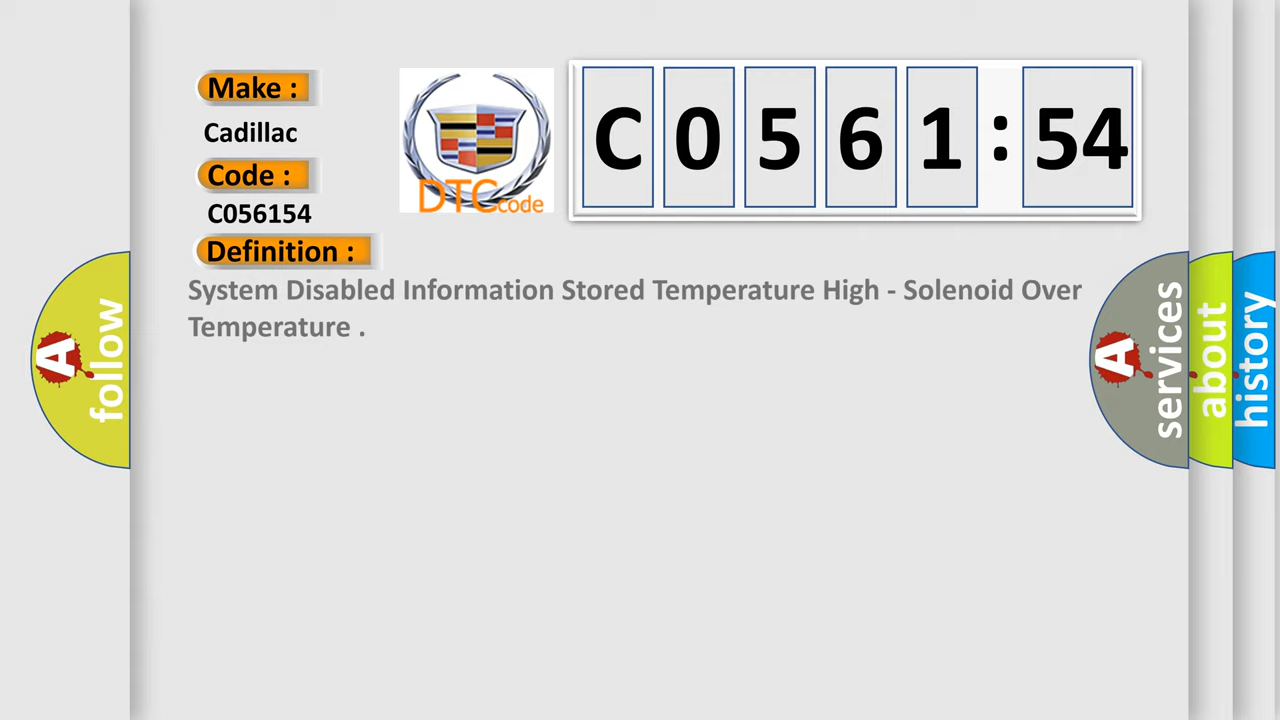 Make :
Cadillac
Code :
C056154
Definition :
System Disabled Information Stored Temperature High - Solenoid Over
Temperature .
DTC code
C 0 5 6 1 : 54
A follow
A services
about
history